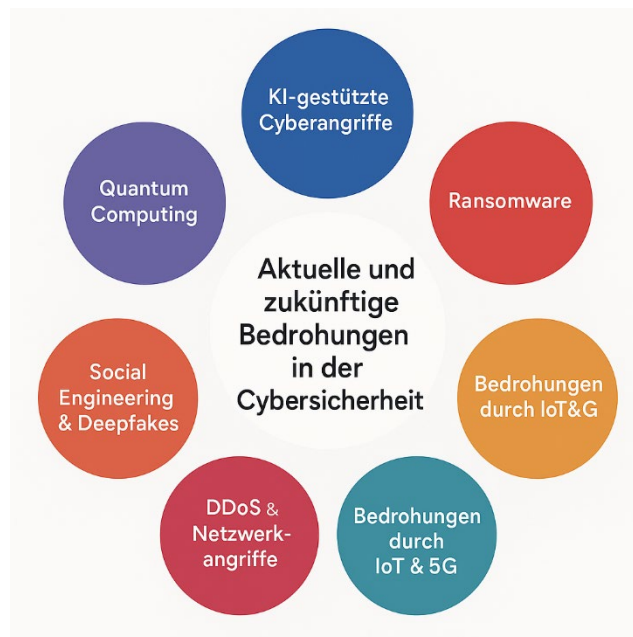 KI-gestützte
Cyberangriffe
Ransomware
Bedrohungen
durch IoT&G
Bedrohungen
durch
IoT & 5G
DDoS &
Netzwerk-
angriffe
Social
Engineering
& Deepfakes
Quantum
Computing
Aktuelle und
zukünftige
Bedrohungen
in der
Cybersicherheit